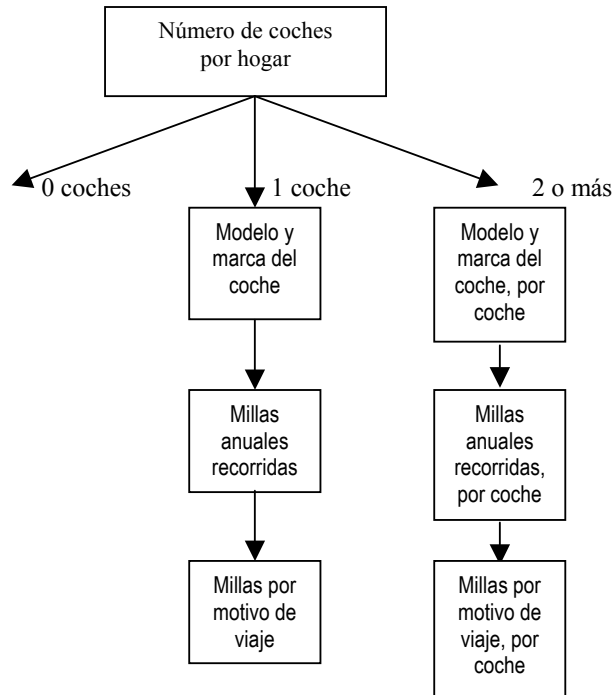 Número de coches
por hogar
0 coches
1 coche
2 o más
Modelo y
marca del
coche
Modelo y
marca del
coche, por
coche
Millas
anuales
recorridas
Millas
anuales
recorridas,
por coche
Millas por
motivo de
viaje
Millas por
motivo de
viaje, por
coche